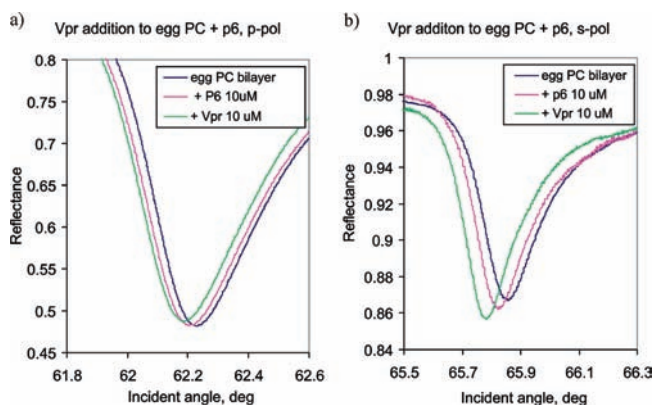 a)
Vpr addition to egg PC + p6, p-pol
0.8
0.75
0.7
0.65
0.6
0.55
0.5
0.45
Reflectance
egg PC bilayer
+ P6 10uM
+ Vpr 10 uM
61.8
62
62.2
62.4
62.6
Incident angle, deg
b)
Vpr additon to egg PC + p6, s-pol
1
0.98
0.96
0.94
0.92
0.9
0.88
0.86
0.84
Reflectance
egg PC bilayer
+ p6 10uM
+ Vpr 10 uM
65.5
65.7
65.9
66.1
66.3
Incident angle, deg